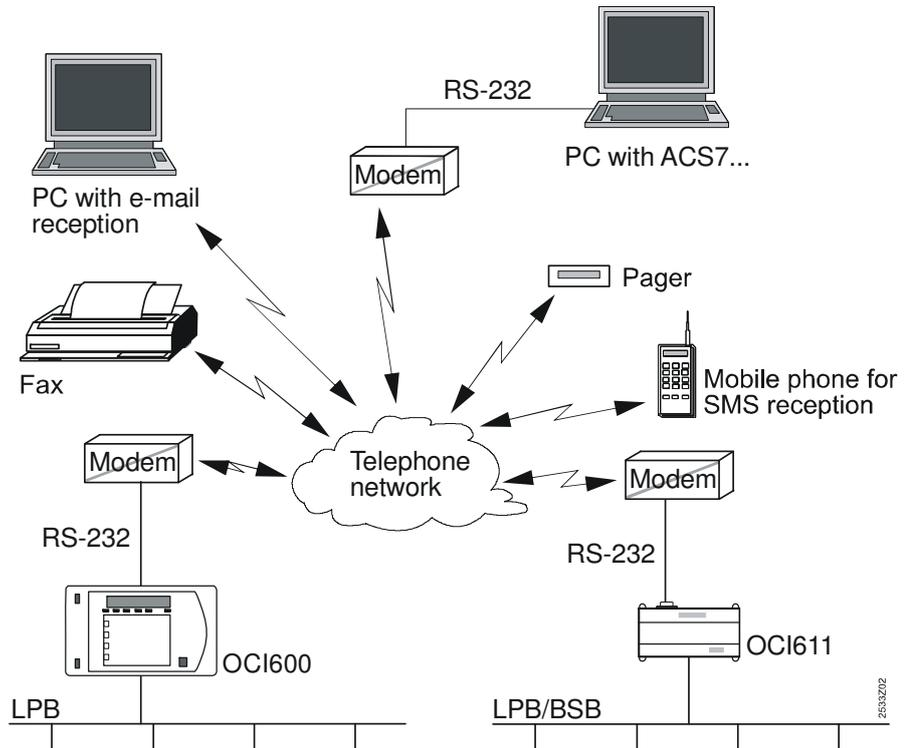 RS-232
PC with ACS7...
Modem
PC with e-mail
reception
Pager
Fax
Mobile phone for
SMS reception
Modem
Telephone
network
Modem
RS-232
RS-232
OCI600
OCI611
LPB
LPB/BSB
2533Z02